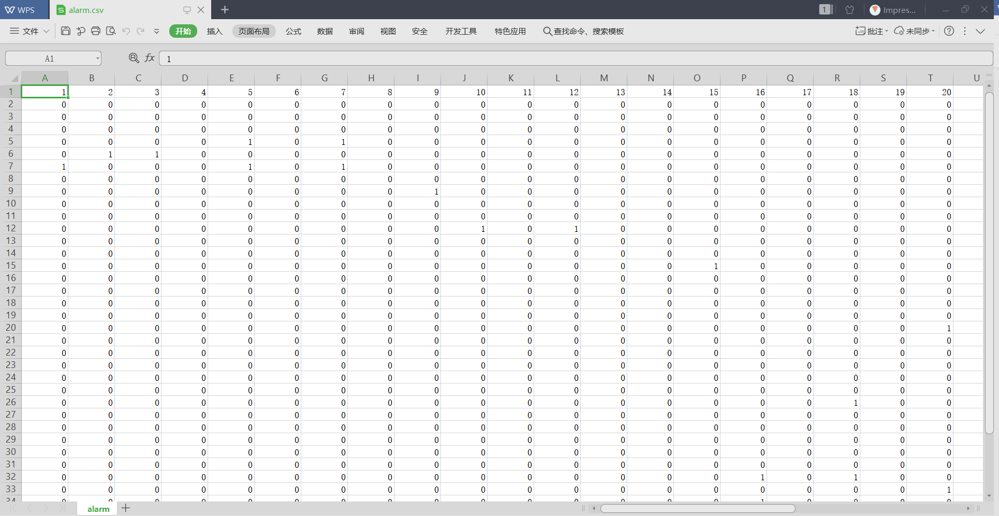 WPS alarm.csv 1 Impres...
文件 开始 插入 页面布局 公式 数据 审阅 视图 安全 开发工具 特色应用 查找命令、搜索模板 批注 未同步
A1 fx 1
A B C D E F G H I J K L M N O P Q R S T U
1 1 2 3 4 5 6 7 8 9 10 11 12 13 14 15 16 17 18 19 20
2 0 0 0 0 0 0 0 0 0 0 0 0 0 0 0 0 0 0 0 0
3 0 0 0 0 0 0 0 0 0 0 0 0 0 0 0 0 0 0 0 0
4 0 0 0 0 0 0 0 0 0 0 0 0 0 0 0 0 0 0 0 0
5 0 0 0 0 1 0 1 0 0 0 0 0 0 0 0 0 0 0 0 0
6 0 1 1 0 0 0 0 0 0 0 0 0 0 0 0 0 0 0 0 0
7 1 0 0 0 1 0 1 0 0 0 0 0 0 0 0 0 0 0 0 0
8 0 0 0 0 0 0 0 0 0 0 0 0 0 0 0 0 0 0 0 0
9 0 0 0 0 0 0 0 0 1 0 0 0 0 0 0 0 0 0 0 0
10 0 0 0 0 0 0 0 0 0 0 0 0 0 0 0 0 0 0 0 0
11 0 0 0 0 0 0 0 0 0 0 0 0 0 0 0 0 0 0 0 0
12 0 0 0 0 0 0 0 0 0 1 0 1 0 0 0 0 0 0 0 0
13 0 0 0 0 0 0 0 0 0 0 0 0 0 0 0 0 0 0 0 0
14 0 0 0 0 0 0 0 0 0 0 0 0 0 0 0 0 0 0 0 0
15 0 0 0 0 0 0 0 0 0 0 0 0 0 0 1 0 0 0 0 0
16 0 0 0 0 0 0 0 0 0 0 0 0 0 0 0 0 0 0 0 0
17 0 0 0 0 0 0 0 0 0 0 0 0 0 0 0 0 0 0 0 0
18 0 0 0 0 0 0 0 0 0 0 0 0 0 0 0 0 0 0 0 0
19 0 0 0 0 0 0 0 0 0 0 0 0 0 0 0 0 0 0 0 0
20 0 0 0 0 0 0 0 0 0 0 0 0 0 0 0 0 0 0 0 1
21 0 0 0 0 0 0 0 0 0 0 0 0 0 0 0 0 0 0 0 0
22 0 0 0 0 0 0 0 0 0 0 0 0 0 0 0 0 0 0 0 0
23 0 0 0 0 0 0 0 0 0 0 0 0 0 0 0 0 0 0 0 0
24 0 0 0 0 0 0 0 0 0 0 0 0 0 0 0 0 0 0 0 0
25 0 0 0 0 0 0 0 0 0 0 0 0 0 0 0 0 0 0 0 0
26 0 0 0 0 0 0 0 0 0 0 0 0 0 0 0 0 0 1 0 0
27 0 0 0 0 0 0 0 0 0 0 0 0 0 0 0 0 0 0 0 0
28 0 0 0 0 0 0 0 0 0 0 0 0 0 0 0 0 0 0 0 0
29 0 0 0 0 0 0 0 0 0 0 0 0 0 0 0 0 0 0 0 0
30 0 0 0 0 0 0 0 0 0 0 0 0 0 0 0 0 0 0 0 0
31 0 0 0 0 0 0 0 0 0 0 0 0 0 0 0 0 0 0 0 0
32 0 0 0 0 0 0 0 0 0 0 0 0 0 0 0 1 0 1 0 0
33 0 0 0 0 0 0 0 0 0 0 0 0 0 0 0 0 0 0 0 1
34 0 0 0 0 0 0 0 0 0 0 0 0 0 0 0 1 0 0 0 0
alarm